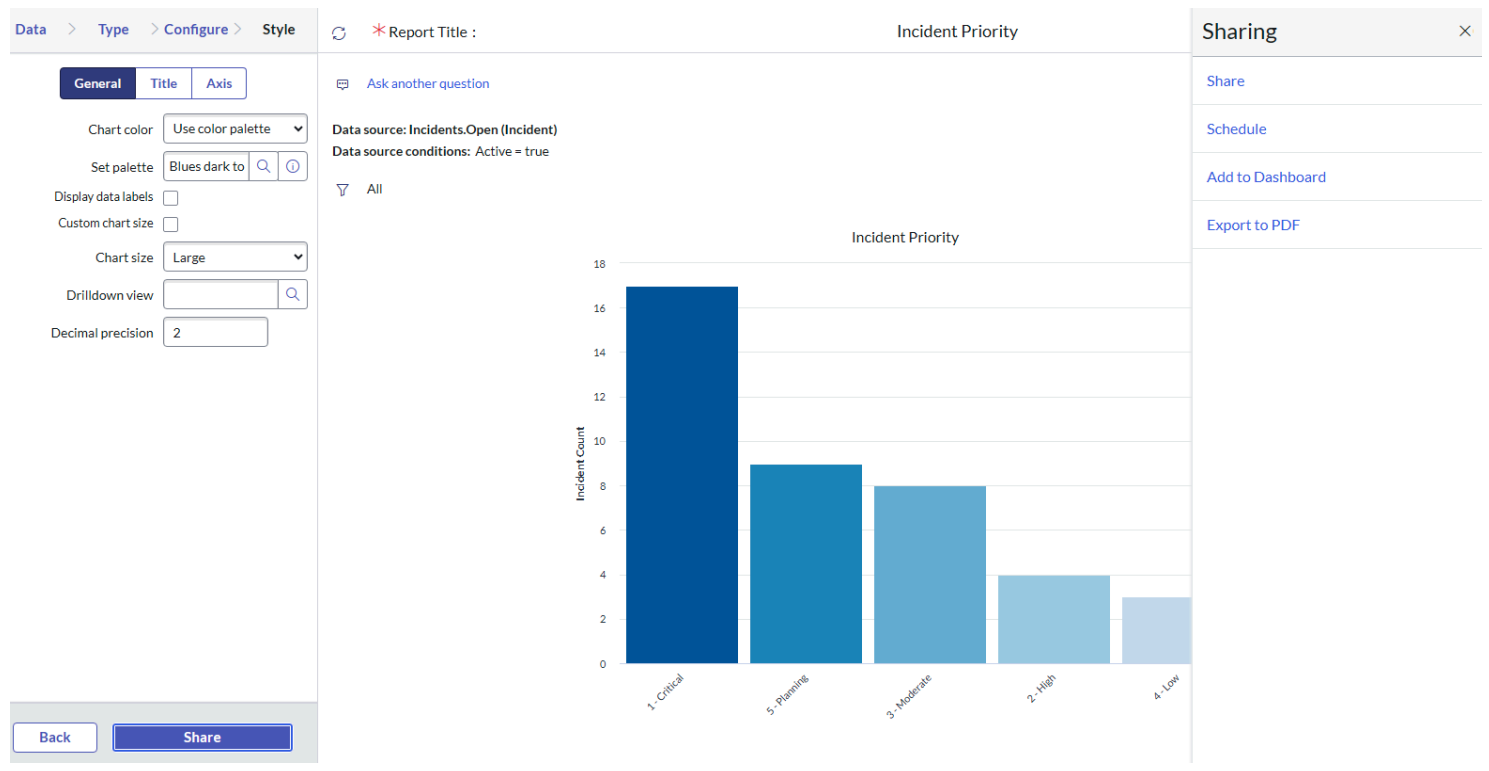 Data > Type > Configure > Style
General Title Axis
Chart color Use color palette
Set palette Blues dark to
Display data labels
Custom chart size
Chart size Large
Drilldown view
Decimal precision 2
Back Share
* Report Title : Incident Priority
Ask another question
Data source: Incidents.Open (Incident)
Data source conditions: Active = true
All
Incident Priority
Incident Count
18
16
14
12
10
8
6
4
2
0
1 - Critical 5 - Planning 3 - Moderate 2 - High 4 - Low
Sharing
Share
Schedule
Add to Dashboard
Export to PDF